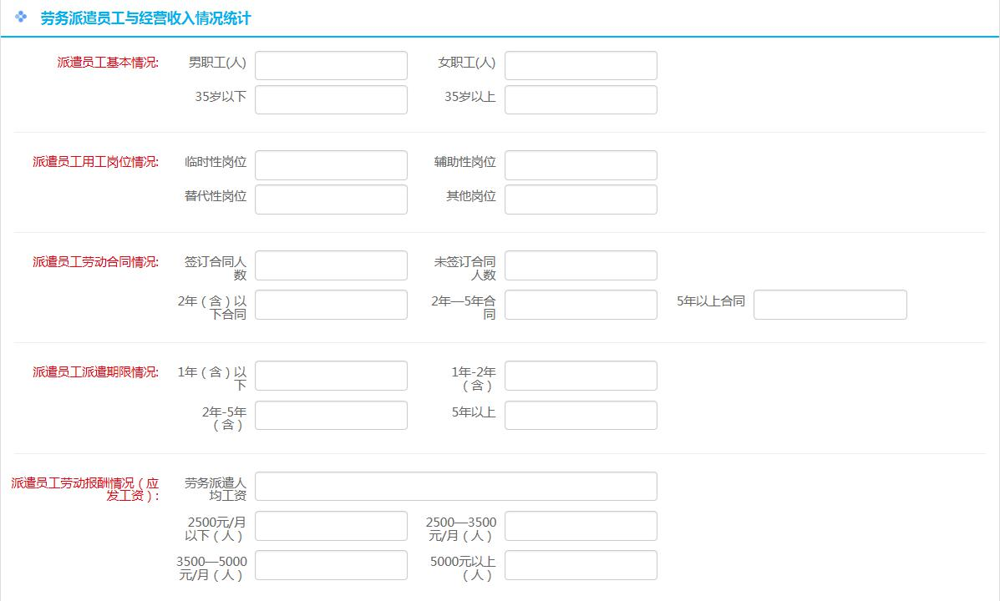 劳务派遣员工与经营收入情况统计
派遣员工基本情况: 男职工(人) 女职工(人)
35岁以下 35岁以上
派遣员工用工岗位情况: 临时性岗位 辅助性岗位
替代性岗位 其他岗位
派遣员工劳动合同情况: 签订合同人 未签订合同
数 人数
2年（含）以 2年—5年合 5年以上合同
下合同 同
派遣员工派遣期限情况: 1年（含）以 1年-2年
下 （含）
2年-5年 5年以上
（含）
派遣员工劳动报酬情况（应 劳务派遣人
发工资）: 均工资
2500元/月 2500—3500
以下（人） 元/月（人）
3500—5000 5000元以上
元/月（人） （人）